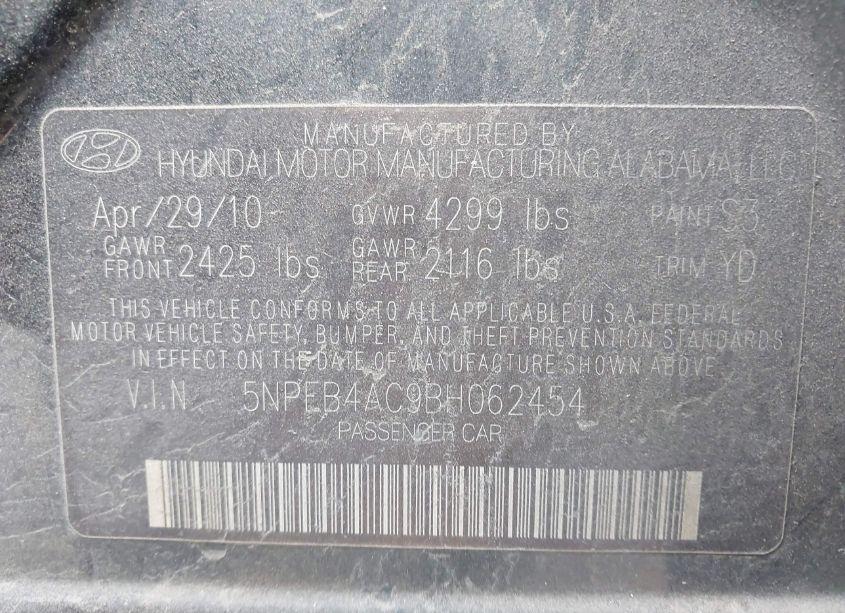 MANUFACTURED BY
HYUNDAI MOTOR MANUFACTURING ALABAMA, LLC
Apr/29/10 GVWR 4299 lbs PAINT S3
GAWR FRONT 2425 lbs GAWR REAR 2116 lbs TRIM YD
THIS VEHICLE CONFORMS TO ALL APPLICABLE U.S.A. FEDERAL
MOTOR VEHICLE SAFETY, BUMPER, AND THEFT PREVENTION STANDARDS
IN EFFECT ON THE DATE OF MANUFACTURE SHOWN ABOVE
V.I.N. 5NPEB4AC9BH062454
PASSENGER CAR